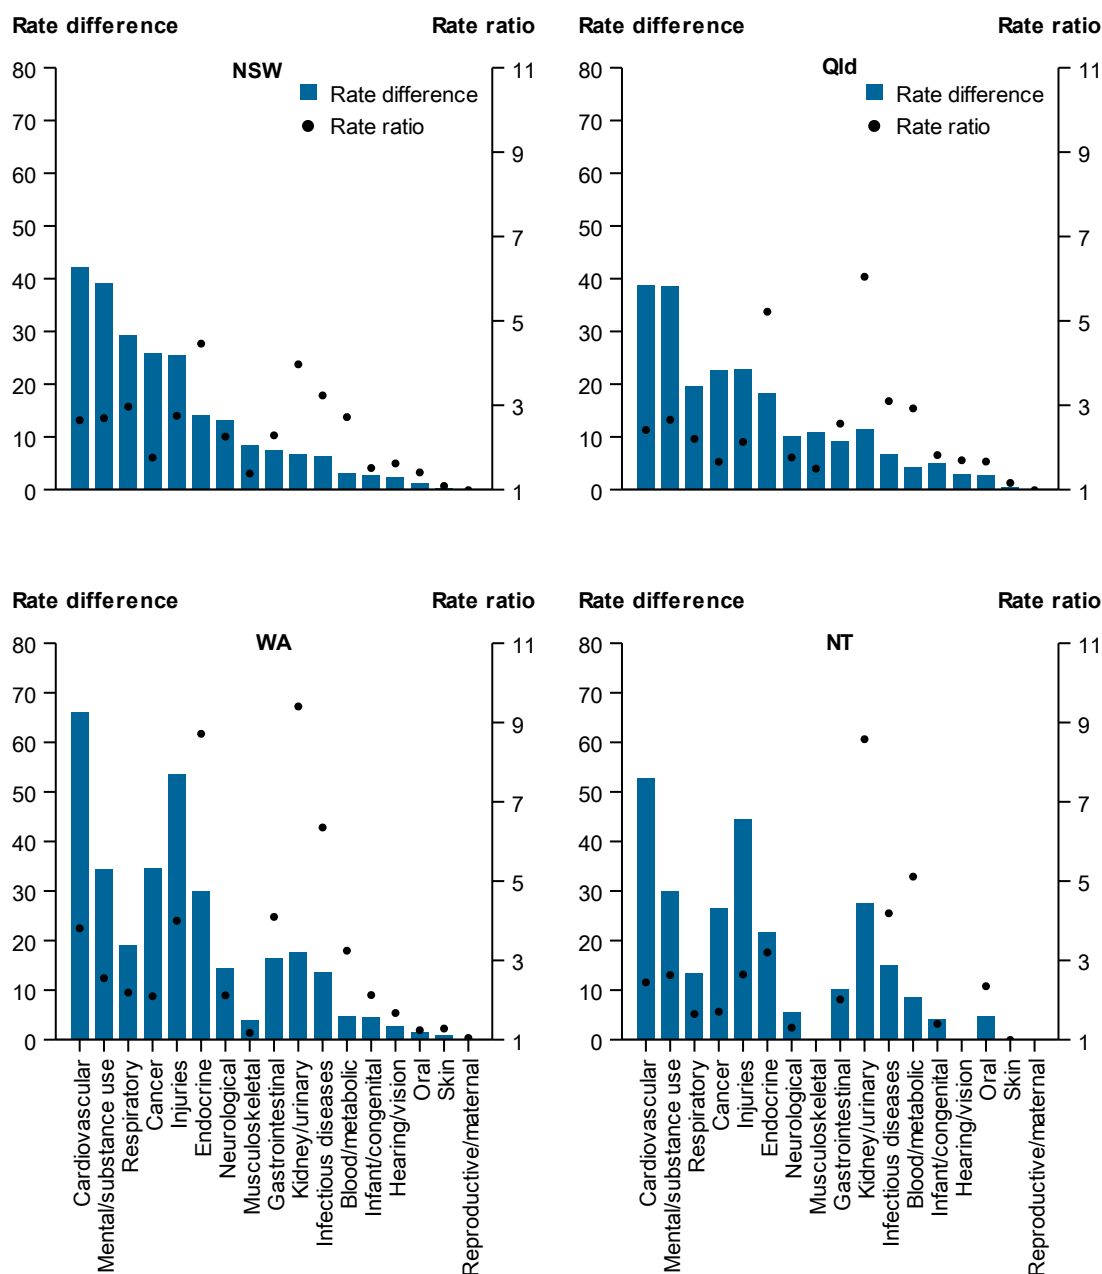 Rate difference
Rate ratio
NSW
Rate difference
Rate ratio
80
70
60
50
40
30
20
10
0
11
9
7
5
3
1
Rate difference
Rate ratio
Qld
Rate difference
Rate ratio
80
70
60
50
40
30
20
10
0
11
9
7
5
3
1
Rate difference
Rate ratio
WA
80
70
60
50
40
30
20
10
0
11
9
7
5
3
1
Cardiovascular
Mental/substance use
Respiratory
Cancer
Injuries
Endocrine
Neurological
Musculoskeletal
Gastrointestinal
Kidney/urinary
Infectious diseases
Blood/metabolic
Infant/congenital
Hearing/vision
Oral
Skin
Reproductive/maternal
Rate difference
Rate ratio
NT
80
70
60
50
40
30
20
10
0
11
9
7
5
3
1
Cardiovascular
Mental/substance use
Respiratory
Cancer
Injuries
Endocrine
Neurological
Musculoskeletal
Gastrointestinal
Kidney/urinary
Infectious diseases
Blood/metabolic
Infant/congenital
Hearing/vision
Oral
Skin
Reproductive/maternal